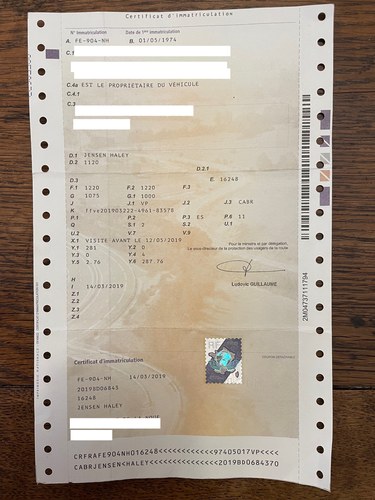 Certificat d'immatriculation
N° Immatriculation Date de 1ère immatriculation
A. FE-904-NH B. 01/05/1974
C.1
C.4a EST LE PROPRIETAIRE DU VEHICULE
C.4.1
C.3
D.1 JENSEN HALEY
D.2 1120
D.2.1
D.3 E. 16248
F.1 1220 F.2 1220 F.3
G 1075 G.1 1000
J J.1 VP J.2 J.3 CABR
K
P.1 P.2 P.3 ES P.6 11
Q S.1 2 S.2 U.1
U.2 V.7 V.9
X.1 VISITE AVANT LE 12/05/2019
Y.1 281 Y.2 0
Y.3 0 Y.4 4
Y.5 2.76 Y.6 287.76
Pour le ministre et par délégation,
Le sous-directeur de la protection des usagers de la route
Ludovic GUILLAUME
H
I 14/03/2019
Z.1
Z.2
Z.3
Z.4
2M04737111794
Certificat d'immatriculation
RF
FE-904-NH 14/03/2019
16248
JENSEN HALEY
CRFRAFE904NH016248<<<<<<<<<<<<97405017VP<<<<
CABRJENSEN<HALEY<<<<<<<<<<<<<<2019B00684370